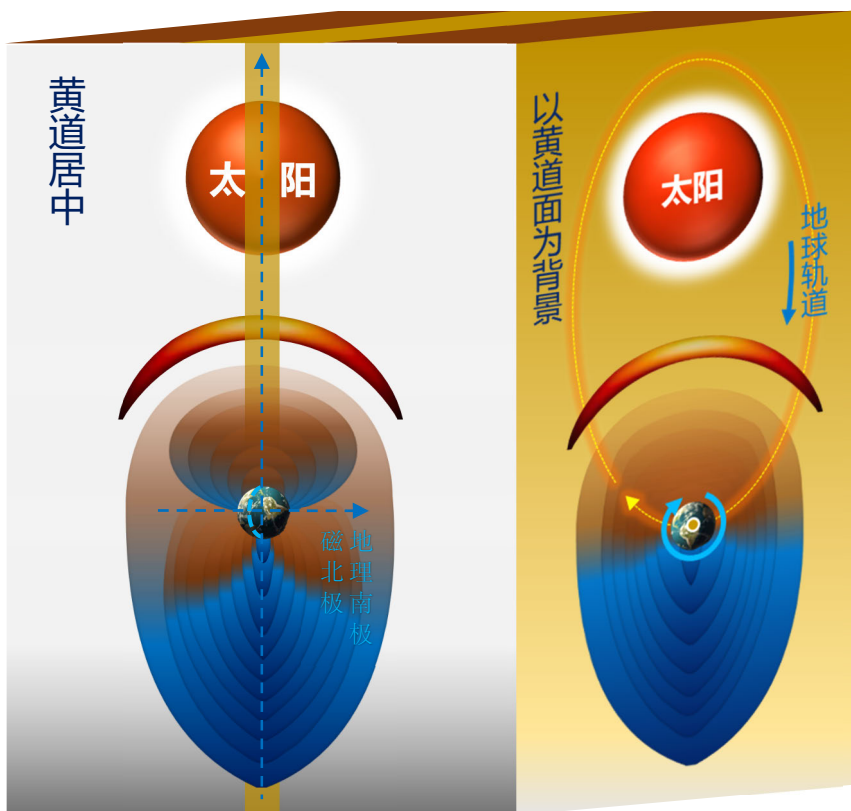 黄道居中
太 阳
地理南极
磁北极
以黄道面为背景
太阳
地球轨道